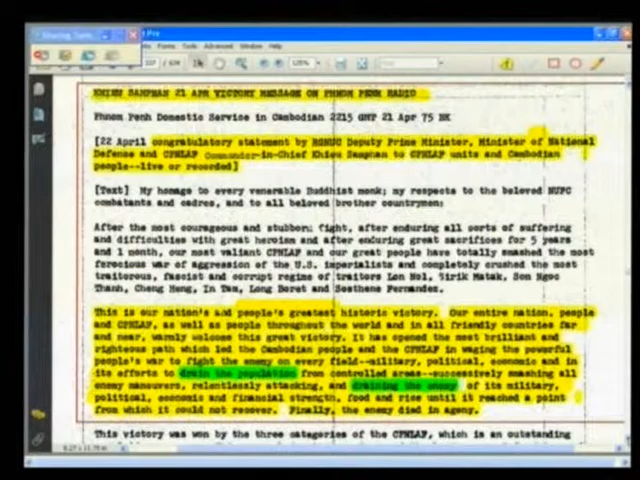 Forms Tools Advanced Window Help
125%
KHIEU SAMPHAN 21 APR VICTORY MESSAGE ON PHNOM PENH RADIO
Phnom Penh Domestic Service in Cambodian 2215 GMT 21 Apr 75 BK
[22 April congratulatory statement by RGNUC Deputy Prime Minister, Minister of National
Defense and CPNLAF Commander-in-Chief Khieu Samphan to CPNLAF units and Cambodian
people--live or recorded]
[Text] My homage to every venerable Buddhist monk; my respects to the beloved NUFC
combatants and cadres, and to all beloved brother countrymen:
After the most courageous and stubborn fight, after enduring all sorts of suffering
and difficulties with great heroism and after enduring great sacrifices for 5 years
and 1 month, our most valiant CPNLAF and our great people have totally smashed the most
ferocious war of aggression of the U.S. imperialists and completely crushed the most
traitorous, fascist and corrupt regime of traitors Lon Nol, Sirik Matak, Son Ngoc
Thanh, Cheng Heng, In Tam, Long Boret and Sosthene Fernandez.
This is our nation's and people's greatest historic victory. Our entire nation, people
and CPNLAF, as well as people throughout the world and in all friendly countries far
and near, warmly welcome this great victory. It has opened the most brilliant and
righteous path which led the Cambodian people and the CPNLAF in waging the powerful
people's war to fight the enemy on every field--military, political, economic and in
its efforts to drain the population from controlled areas--successively smashing all
enemy maneuvers, relentlessly attacking, and draining the enemy of its military,
political, economic and financial strength, food and rice until it reached a point
from which it could not recover. Finally, the enemy died in agony.
This victory was won by the three categories of the CPNLAF, which is an outstanding